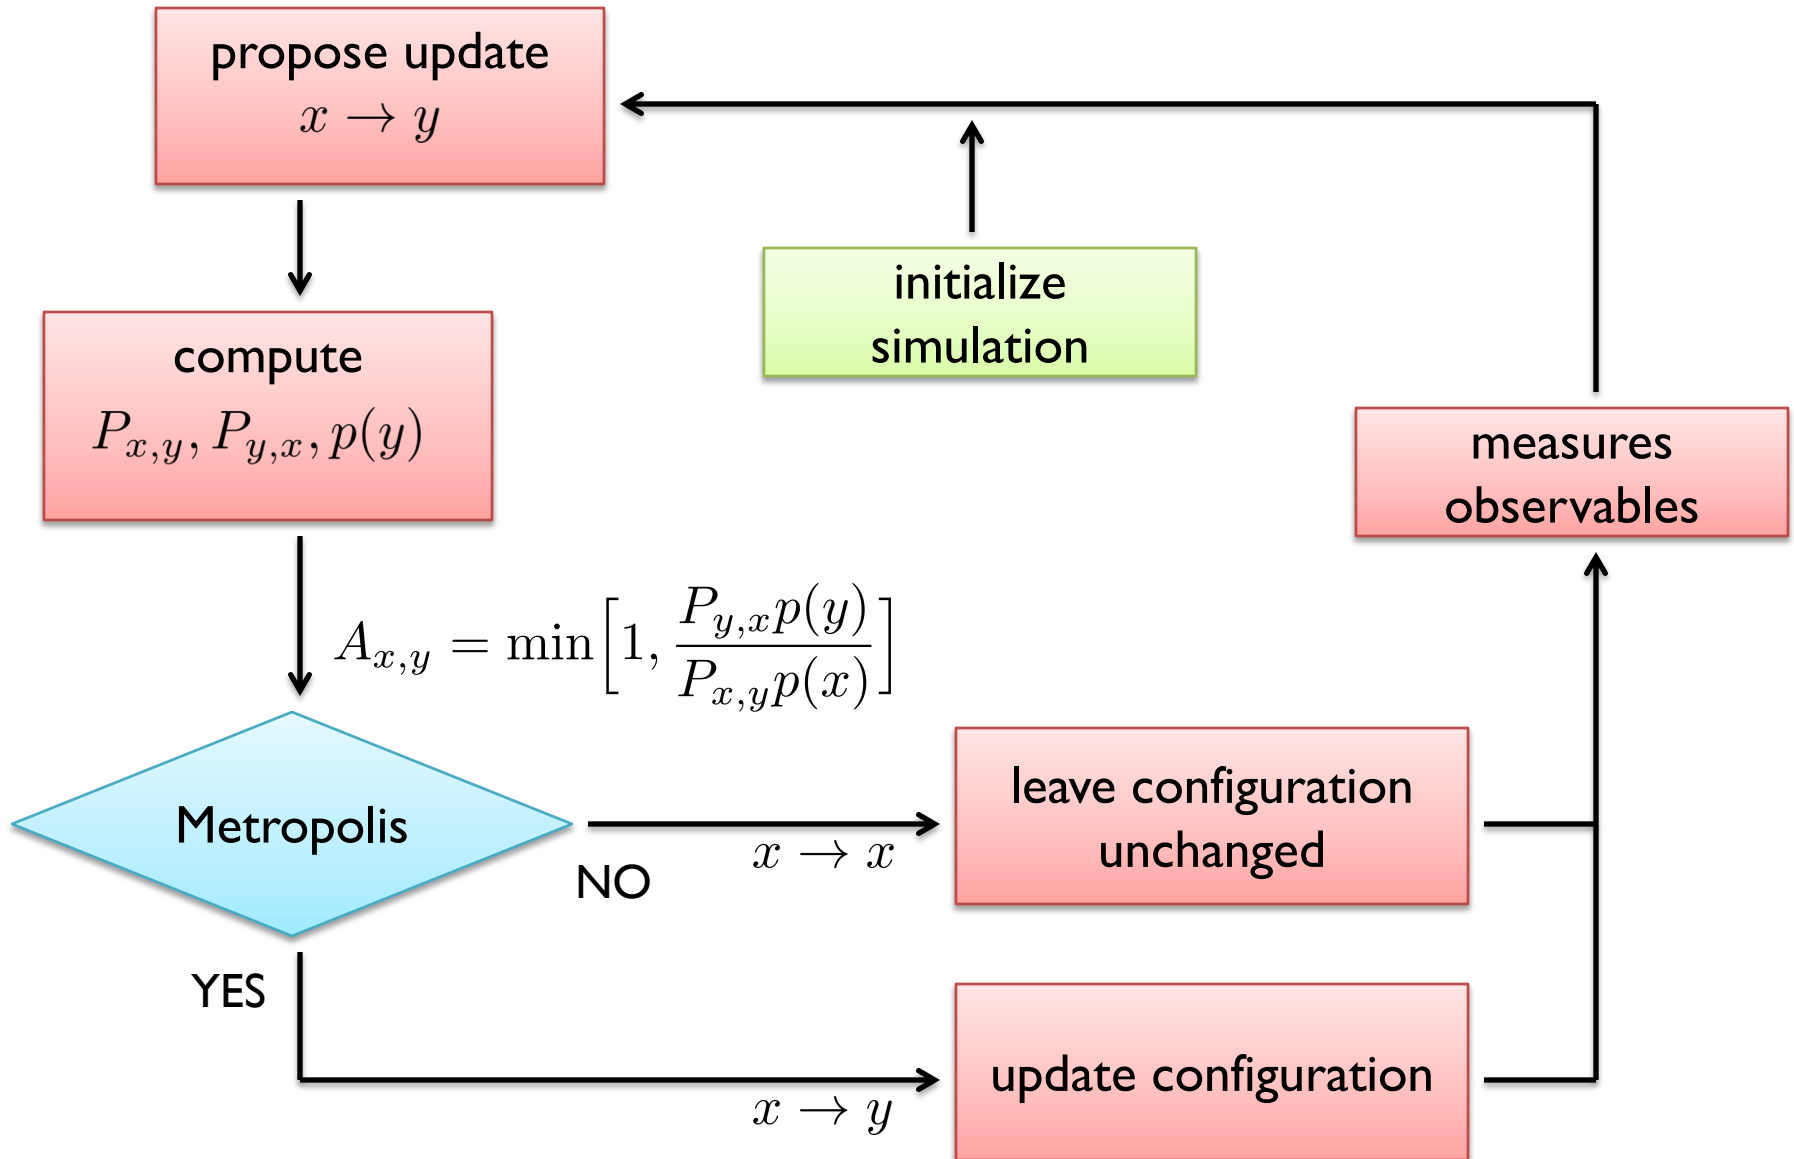 propose update
x → y
initialize
simulation
compute
P_{x,y}, P_{y,x}, p(y)
measures
observables
A_{x,y} = min[1, \frac{P_{y,x}p(y)}{P_{x,y}p(x)}]
Metropolis
NO
x → x
leave configuration
unchanged
YES
x → y
update configuration